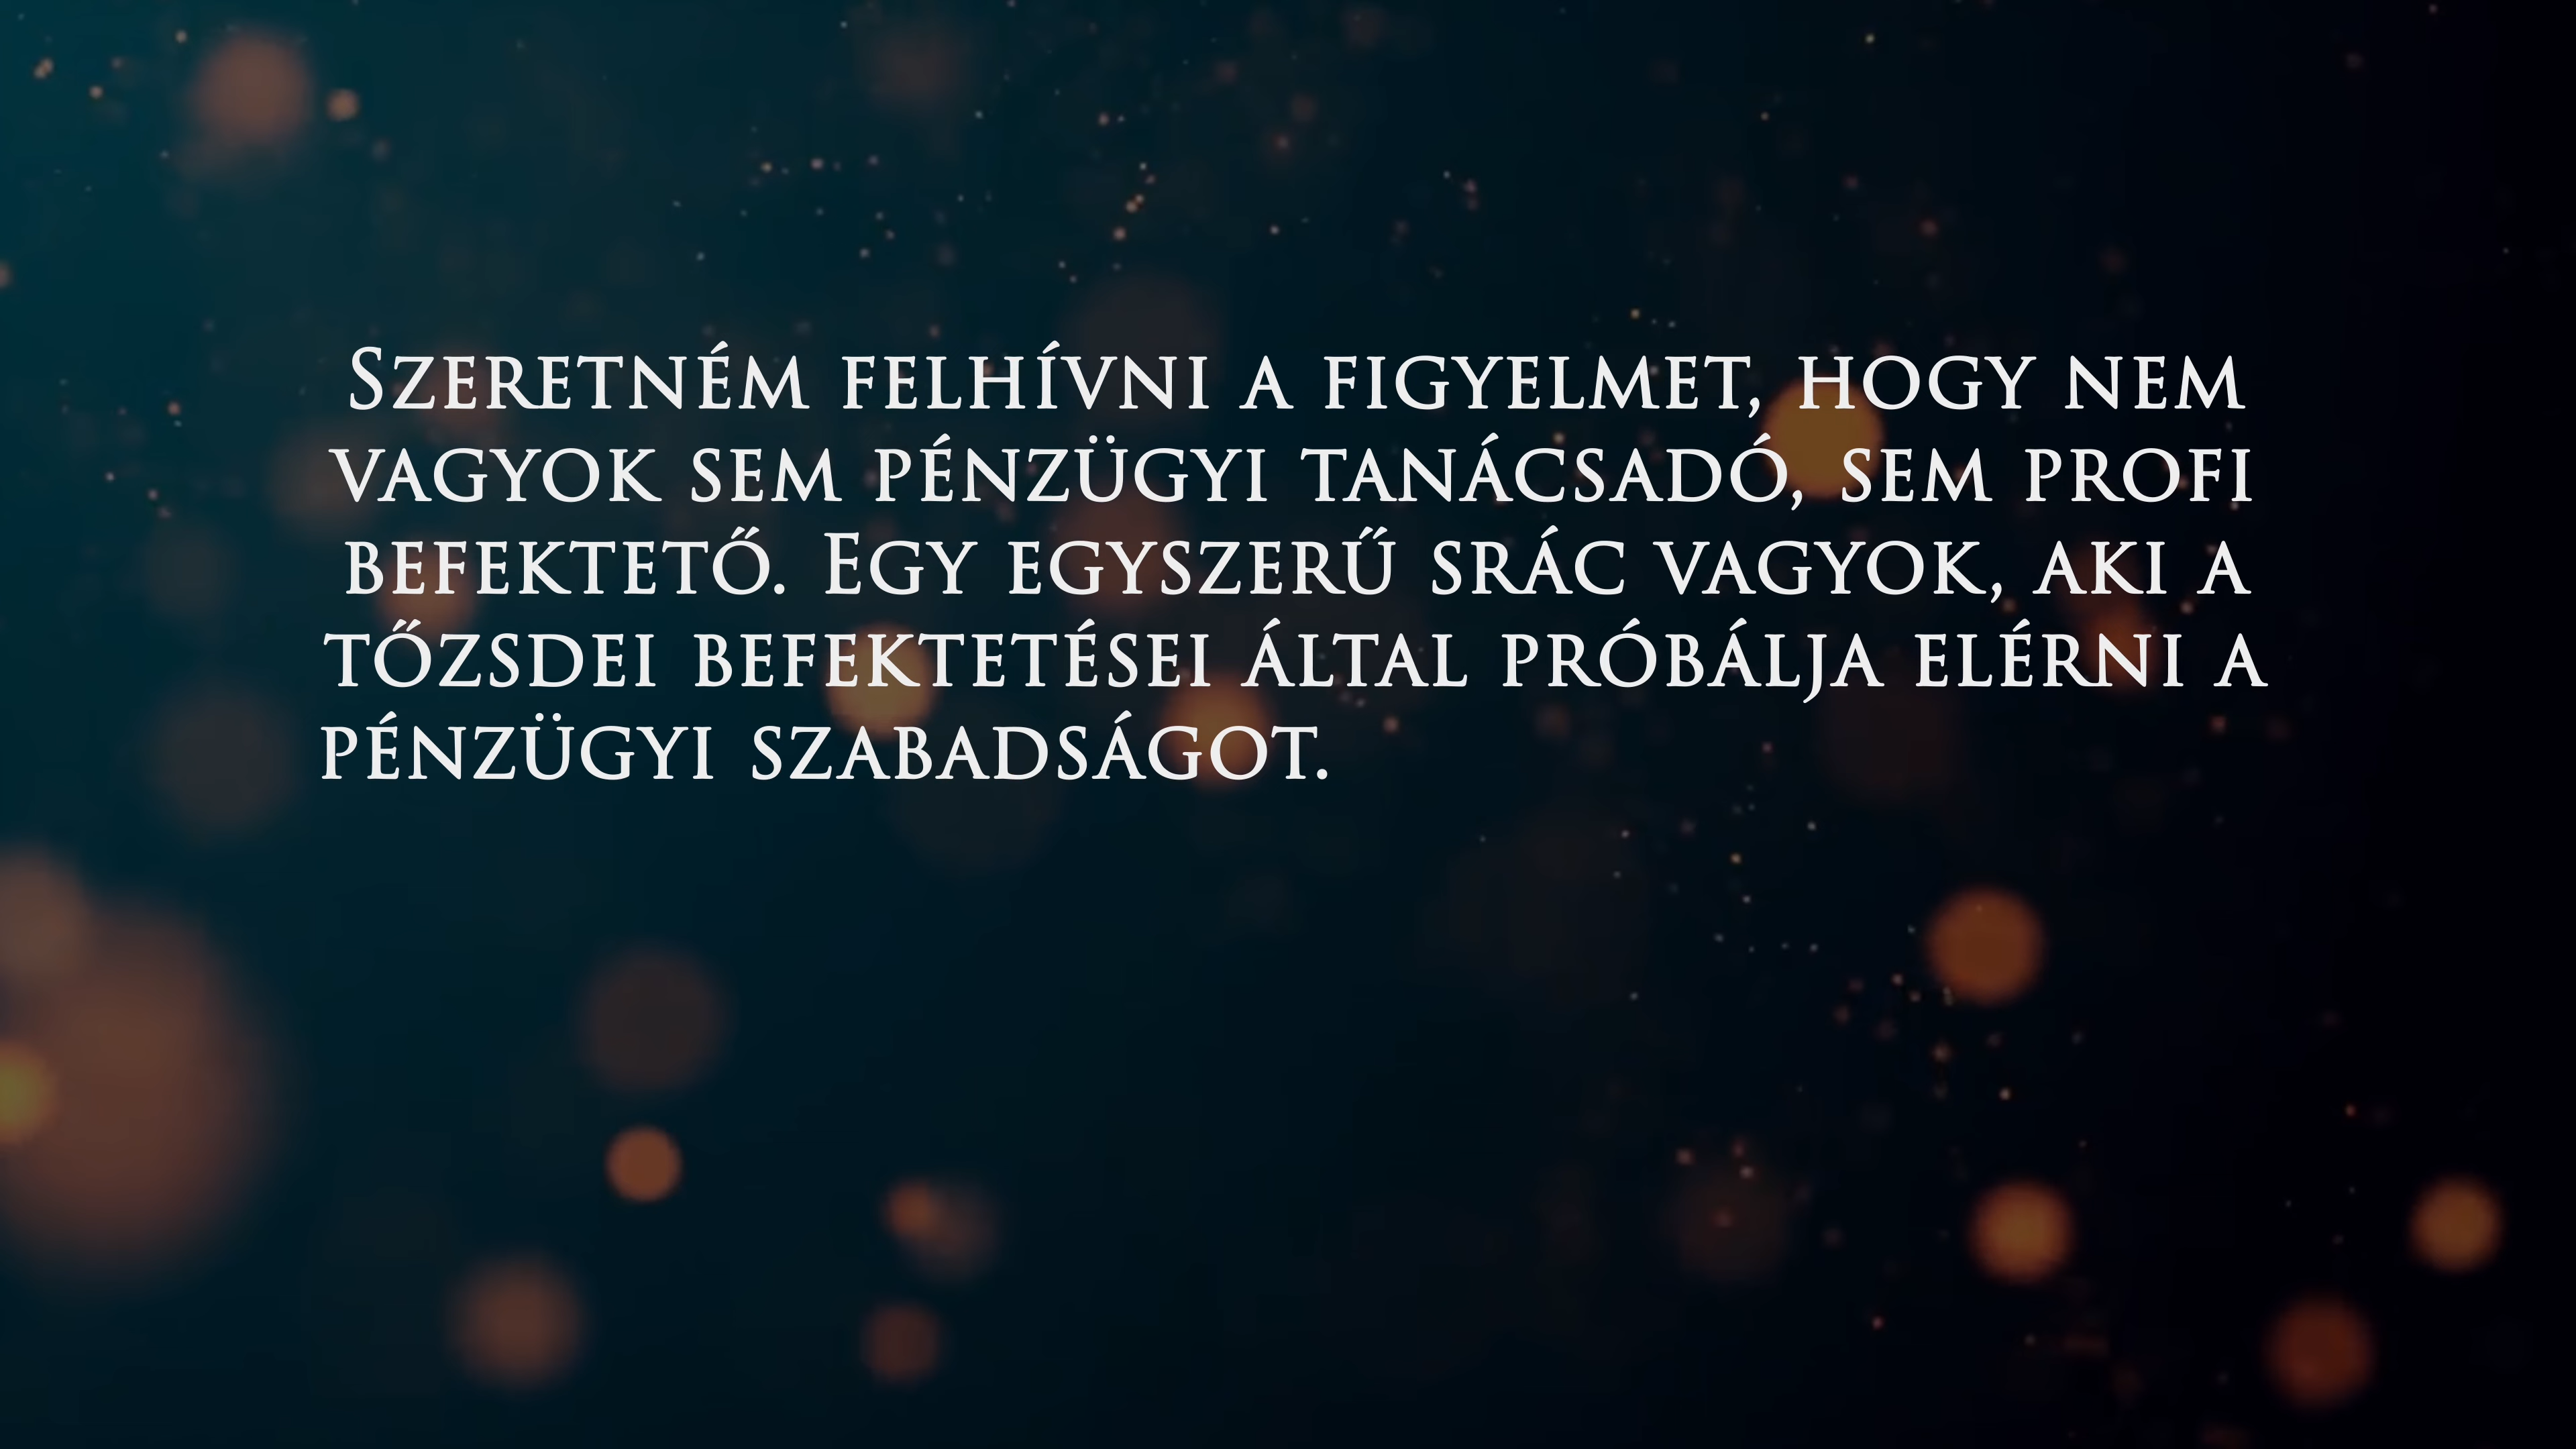 Szeretném felhívni a figyelmet, hogy nem
vagyok sem pénzügyi tanácsadó, sem profi
befektető. Egy egyszerű srác vagyok, aki a
tőzsdei befektetései által próbálja elérni a
pénzügyi szabadságot.